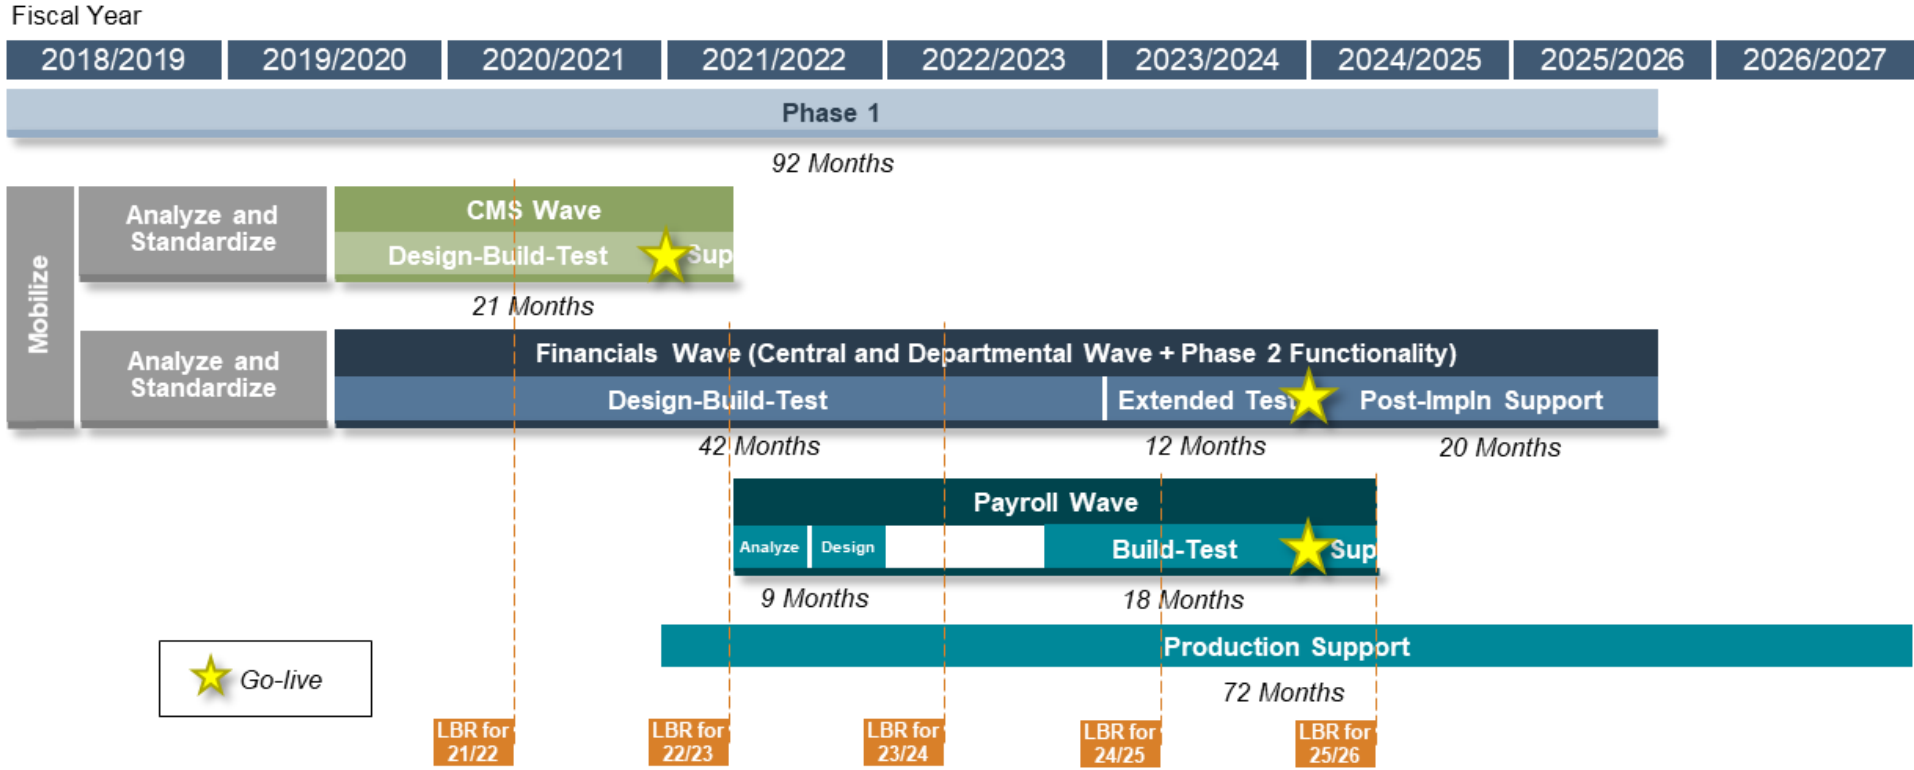 Fiscal Year
2018/2019 2019/2020 2020/2021 2021/2022 2022/2023 2023/2024 2024/2025 2025/2026 2026/2027
Phase 1
92 Months
Mobilize
Analyze and
Standardize
CMS Wave
Design-Build-Test
Sup
21 Months
Analyze and
Standardize
Financials Wave (Central and Departmental Wave + Phase 2 Functionality)
Design-Build-Test
Extended Test
Post-Impln Support
42 Months
12 Months
20 Months
Payroll Wave
Analyze
Design
Build-Test
Sup
9 Months
18 Months
Production Support
72 Months
Go-live
LBR for
21/22
LBR for
22/23
LBR for
23/24
LBR for
24/25
LBR for
25/26